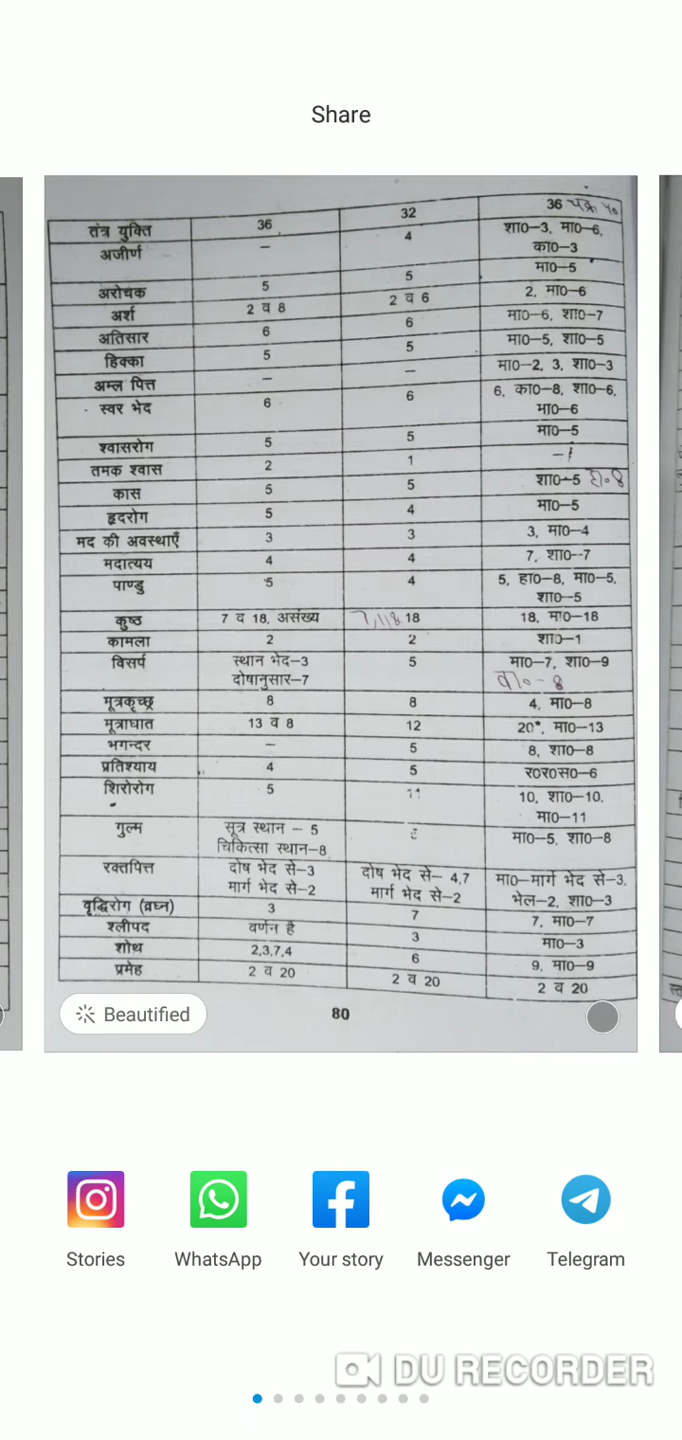 Share
तंत्र युक्ति 36 32 36
अजीर्ण – 4 शा0–3, मा0–6,
का0–3
अरोचक 5 5 मा0–5
अर्श 2 व 8 2 व 6 2, मा0–6
अतिसार 6 6 मा0–6, शा0–7
हिक्का 5 5 मा0–5, शा0–5
अम्ल पित्त – – मा0–2, 3, शा0–3
स्वर भेद 6 6 6, का0–8, शा0–6,
मा0–6
श्वासरोग 5 5 मा0–5
तमक श्वास 2 1 –
कास 5 5 शा0–5
हृदरोग 5 4 मा0–5
मद की अवस्थाएँ 3 3 3, मा0–4
मदात्यय 4 4 7, शा0--7
पाण्डु 5 4 5, हा0–8, मा0–5,
शा0–5
कुष्ठ 7 व 18, असंख्य 7, 118 18 18, मा0–18
कामला 2 2 शा0–1
विसर्प स्थान भेद–3 5 मा0–7, शा0–9
दोषानुसार–7
मूत्रकृच्छ्र 8 8 4, मा0–8
मूत्राघात 13 व 8 12 20*, मा0–13
भगन्दर – 5 8, शा0–8
प्रतिश्याय 4 5 र0र0स0–6
शिरोरोग 5 11 10, शा0–10,
मा0–11
गुल्म सूत्र स्थान – 5 मा0–5, शा0–8
चिकित्सा स्थान–8
रक्तपित्त दोष भेद से–3 दोष भेद से– 4,7 मा0–मार्ग भेद से–3,
मार्ग भेद से–2 मार्ग भेद से–2 भेल–2, शा0–3
वृद्धिरोग (व्रघ्न) 3 7 7, मा0–7
श्लीपद वर्णन है 3 मा0–3
शोथ 2,3,7,4 6 9, मा0–9
प्रमेह 2 व 20 2 व 20 2 व 20
Beautified
80
Stories WhatsApp Your story Messenger Telegram
DU RECORDER